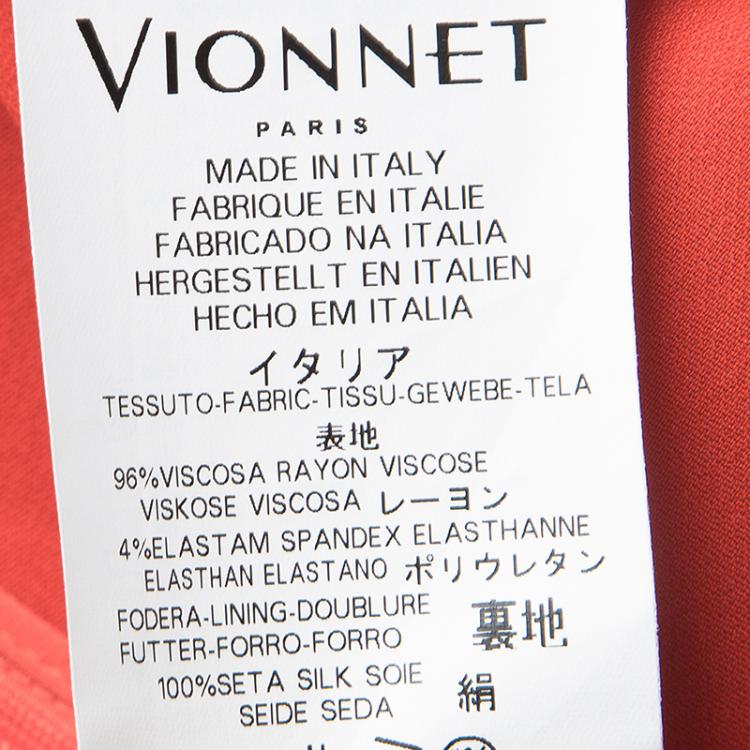 VIONNET
PARIS
MADE IN ITALY
FABRIQUE EN ITALIE
FABRICADO NA ITALIA
HERGESTELLT EN ITALIEN
HECHO EM ITALIA
イタリア
TESSUTO-FABRIC-TISSU-GEWEBE-TELA
表地
96%VISCOSA RAYON VISCOSE
VISKOSE VISCOSA レーヨン
4%ELASTAM SPANDEX ELASTHANNE
ELASTHAN ELASTANO ポリウレタン
FODERA-LINING-DOUBLURE
FUTTER-FORRO-FORRO 裏地
100%SETA SILK SOIE
SEIDE SEDA 絹